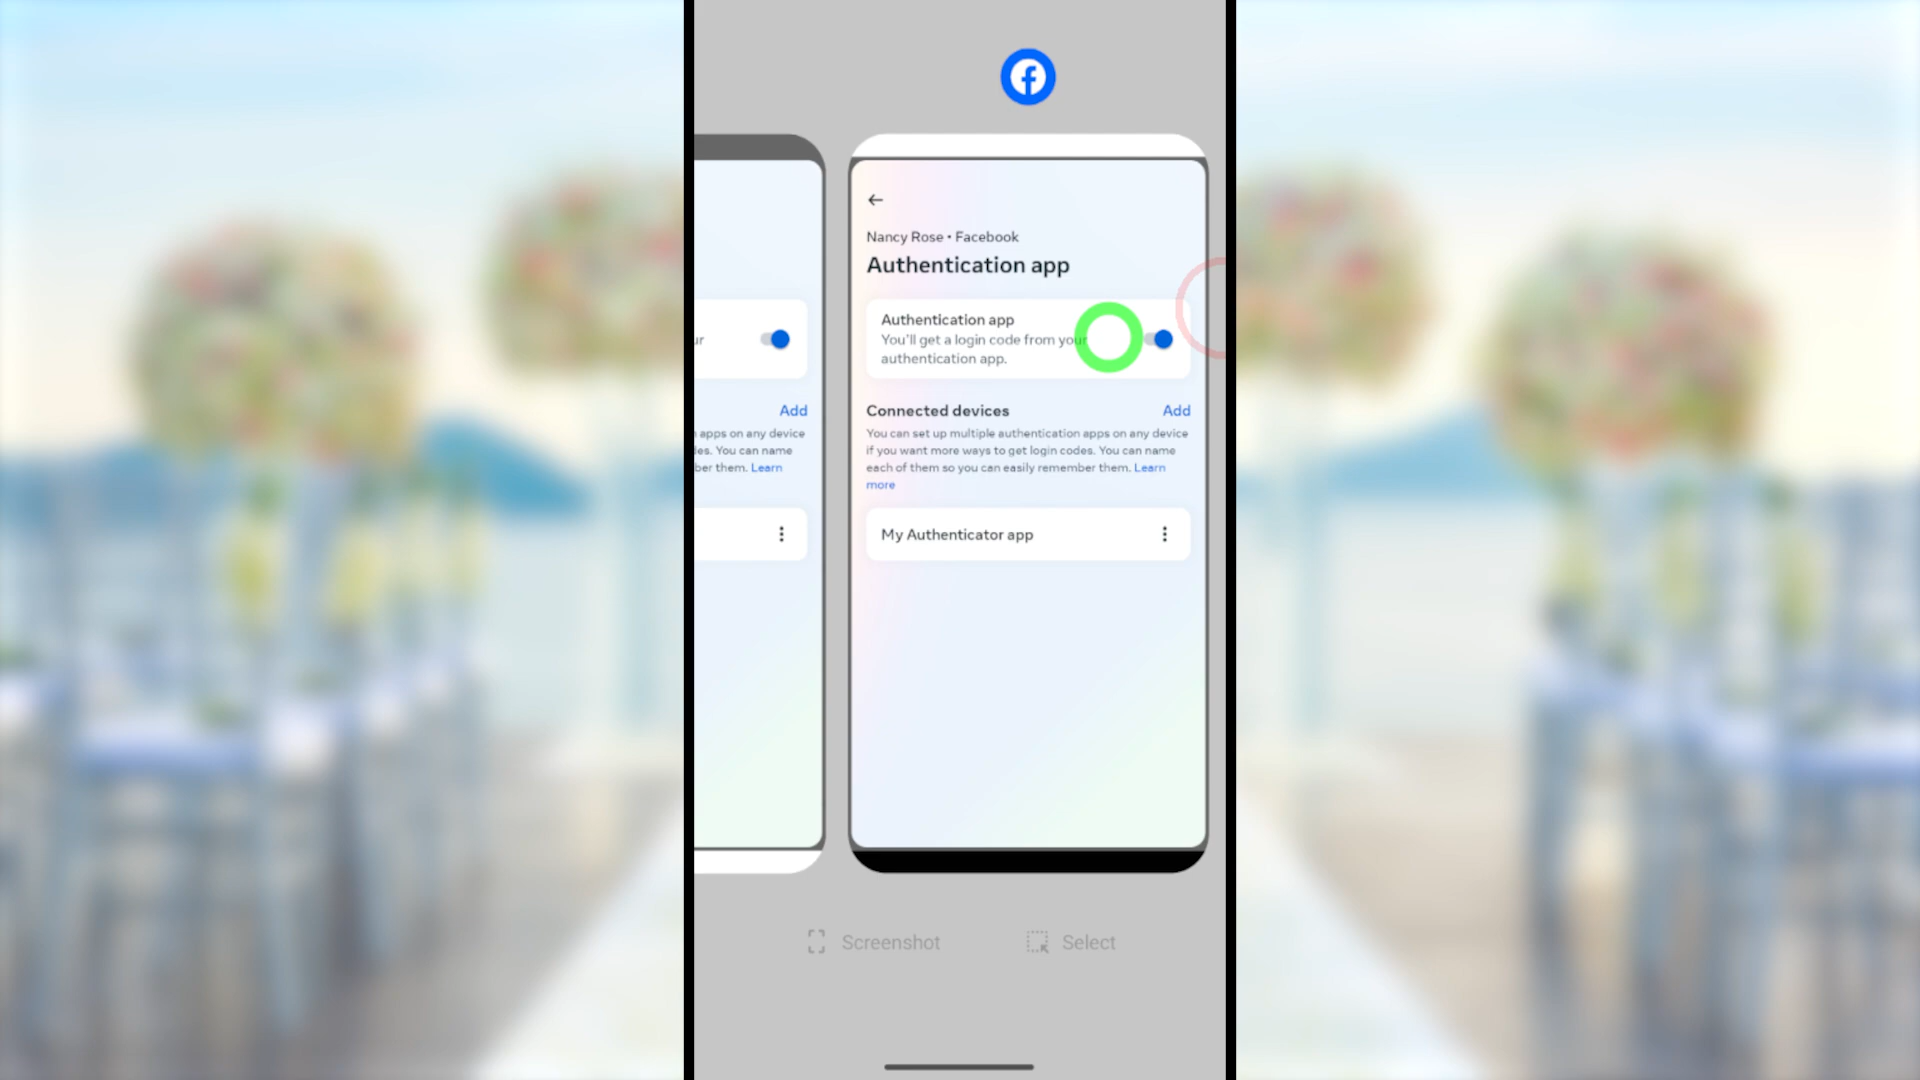 Nancy Rose • Facebook
Authentication app
Authentication app
You'll get a login code from your
authentication app.
Connected devices
Add
You can set up multiple authentication apps on any device
if you want more ways to get login codes. You can name
each of them so you can easily remember them. Learn
more
My Authenticator app
Add
apps on any device
es. You can name
ber them. Learn
Screenshot
Select